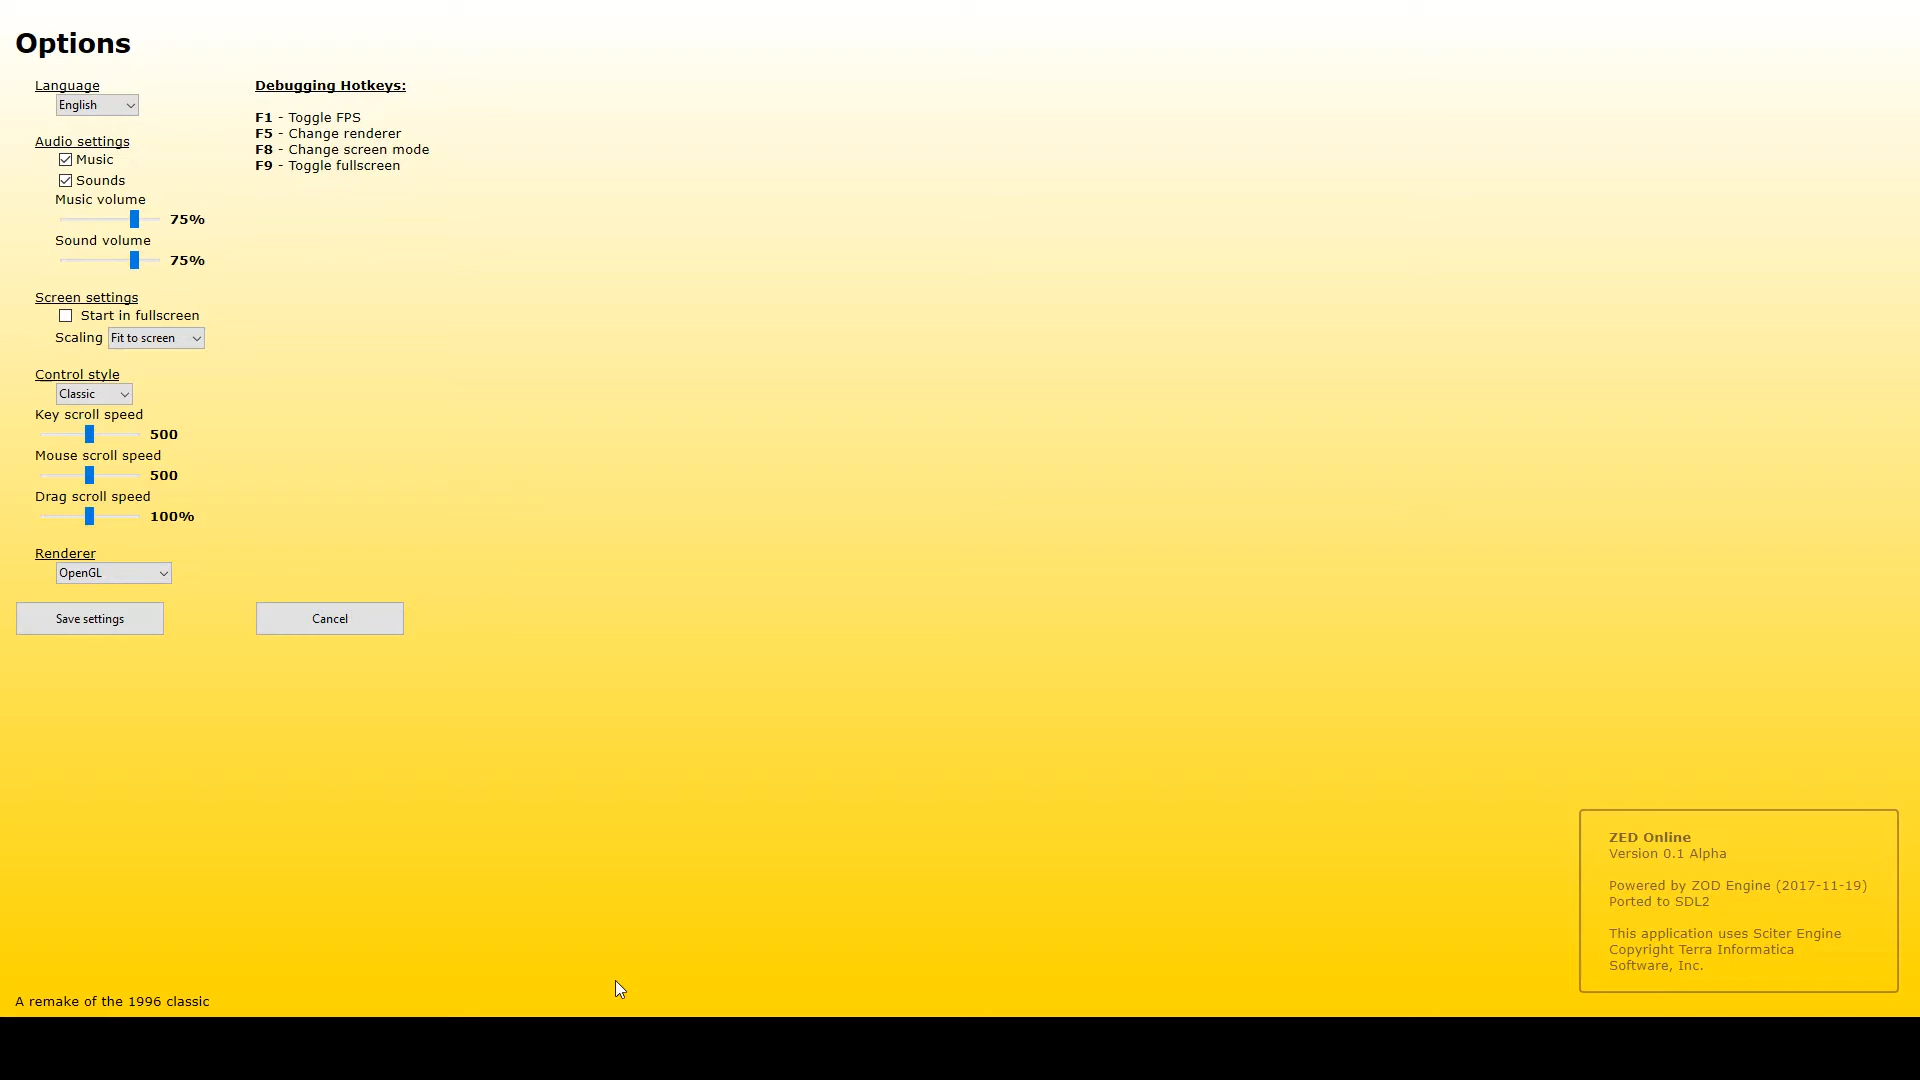 Options
Language
English
Audio settings
Music
Sounds
Music volume
75%
Sound volume
75%
Screen settings
Start in fullscreen
Scaling Fit to screen
Control style
Classic
Key scroll speed
500
Mouse scroll speed
500
Drag scroll speed
100%
Renderer
OpenGL
Save settings
Cancel
Debugging Hotkeys:
F1 - Toggle FPS
F5 - Change renderer
F8 - Change screen mode
F9 - Toggle fullscreen
ZED Online
Version 0.1 Alpha
Powered by ZOD Engine (2017-11-19)
Ported to SDL2
This application uses Sciter Engine
Copyright Terra Informatica
Software, Inc.
A remake of the 1996 classic